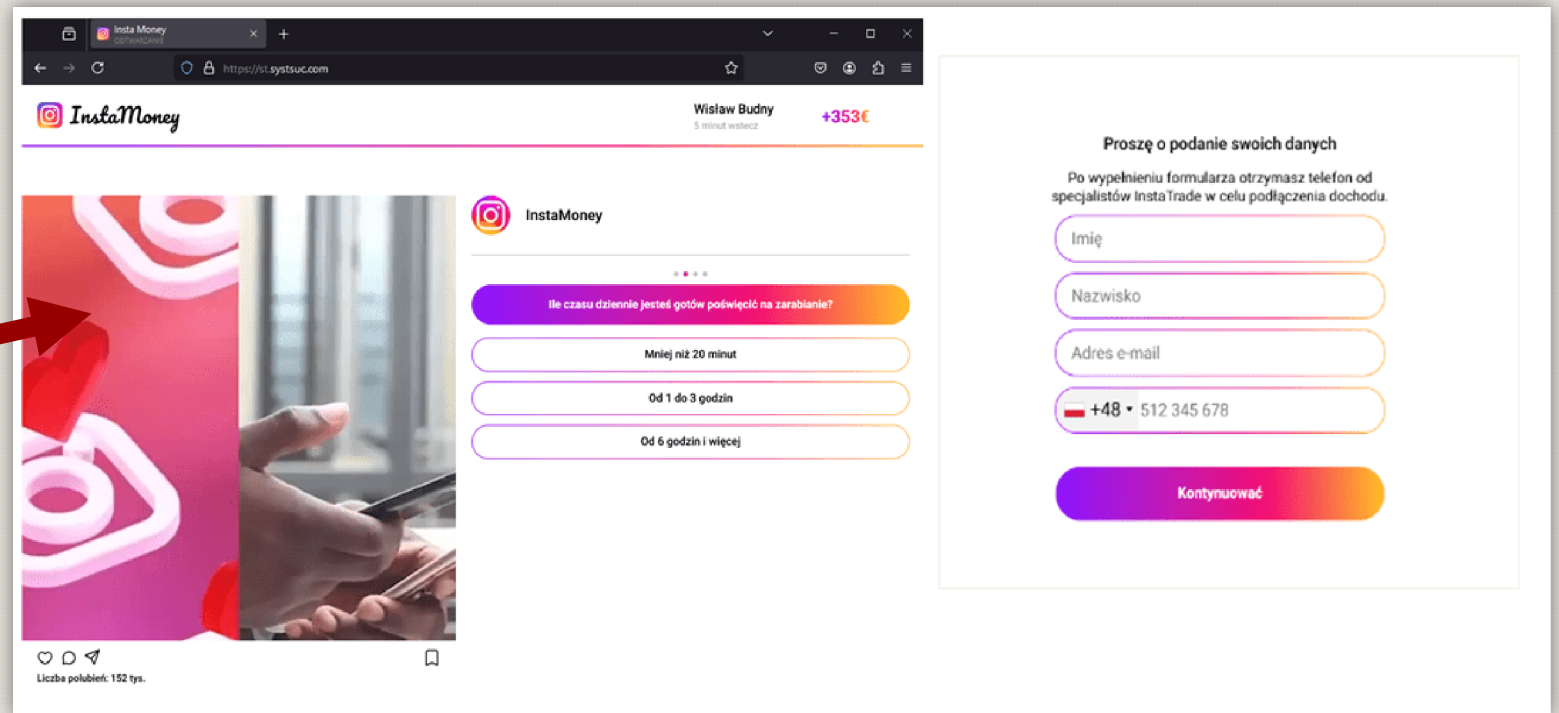 Insta Money
ODTWARZANIE
https://st.systsuc.com
InstaMoney
Wisław Budny
5 minut wstecz
+353€
InstaMoney
Ile czasu dziennie jesteś gotów poświęcić na zarabianie?
Mniej niż 20 minut
Od 1 do 3 godzin
Od 6 godzin i więcej
Liczba polubień: 152 tys.
Proszę o podanie swoich danych
Po wypełnieniu formularza otrzymasz telefon od
specjalistów InstaTrade w celu podłączenia dochodu.
Imię
Nazwisko
Adres e-mail
+48 512 345 678
Kontynuować